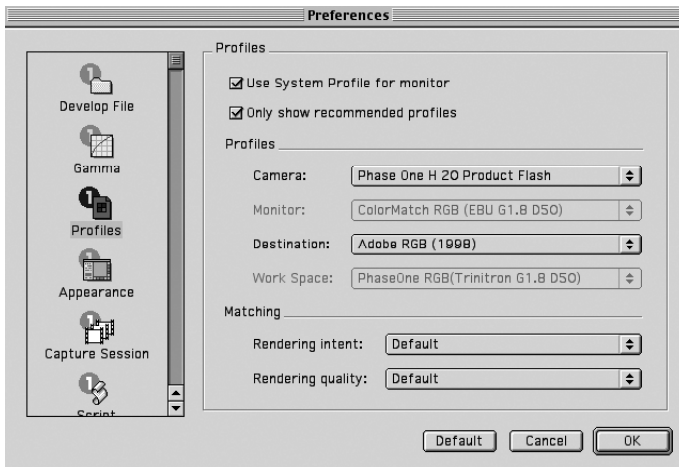 Preferences
Develop File
Gamma
Profiles
Appearance
Capture Session
Script
Profiles
Use System Profile for monitor
Only show recommended profiles
Profiles
Camera: Phase One H 20 Product Flash
Monitor: ColorMatch RGB (EBU G1.8 D50)
Destination: Adobe RGB (1998)
Work Space: PhaseOne RGB(Trinitron G1.8 D50)
Matching
Rendering intent: Default
Rendering quality: Default
Default Cancel OK